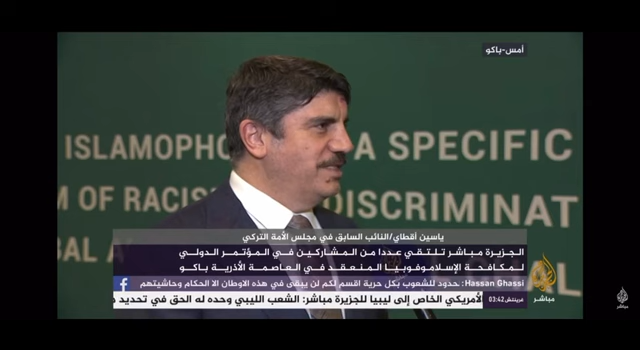 أمس-باكو
ISLAMOPHO A SPECIFIC
M OF RACIS DISCRIMINAT
BAL A
BAL
ياسين أقطاي/النائب السابق في مجلس الأمة التركي
الجزيرة مباشر تلتقي عددا من المشاركين في المؤتمر الدولي
لمكافحة الإسلاموفوبيا المنعقد في العاصمة الأذرية باكو
Hassan Ghassi: حدود للشعوب بكل حرية اقسم لكم لن يبقى في هذه الاوطان الا الحكام وحاشيتهم
غرينتش 03:42 لأمريكي الخاص إلى ليبيا للجزيرة مباشر: الشعب الليبي وحده له الحق في تحديد
مباشر